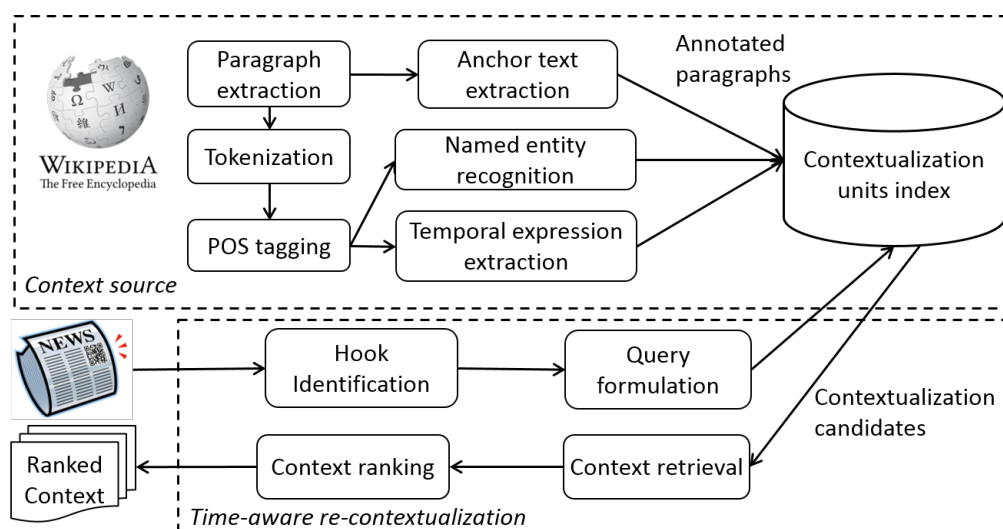 Paragraph
extraction
Anchor text
extraction
Annotated
paragraphs
Tokenization
Named entity
recognition
Contextualization
units index
WIKIPEDIA
The Free Encyclopedia
POS tagging
Temporal expression
extraction
Context source
NEWS
Hook
Identification
Query
formulation
Contextualization
candidates
Ranked
Context
Context ranking
Context retrieval
Time-aware re-contextualization